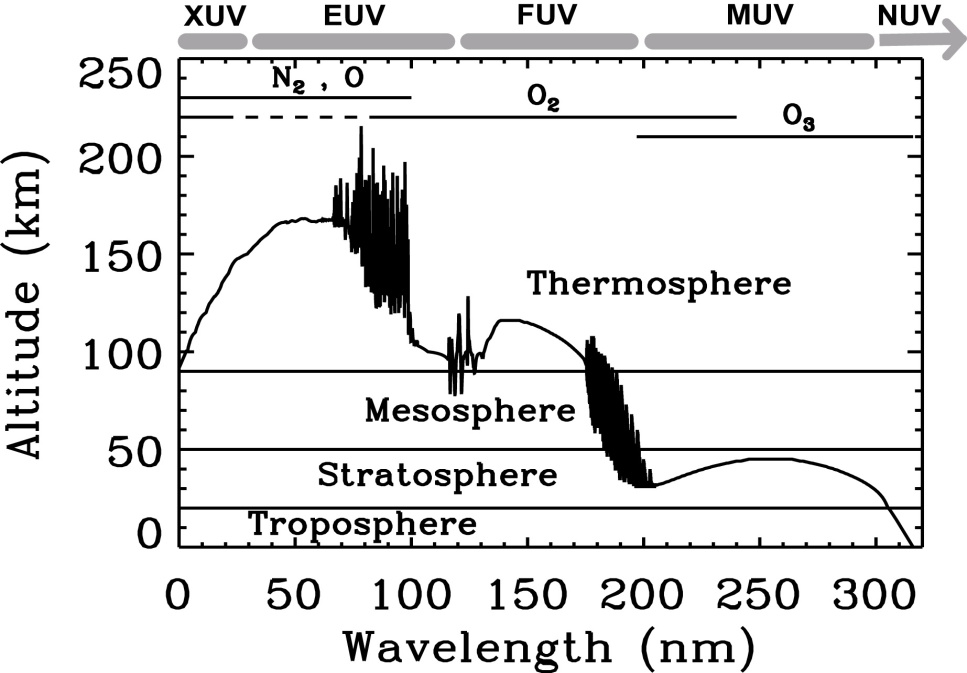 XUV EUV FUV MUV NUV
250
N₂ , O
O₂
O₃
200
150
100
50
0
Altitude (km)
Thermosphere
Mesosphere
Stratosphere
Troposphere
0 50 100 150 200 250 300
Wavelength (nm)